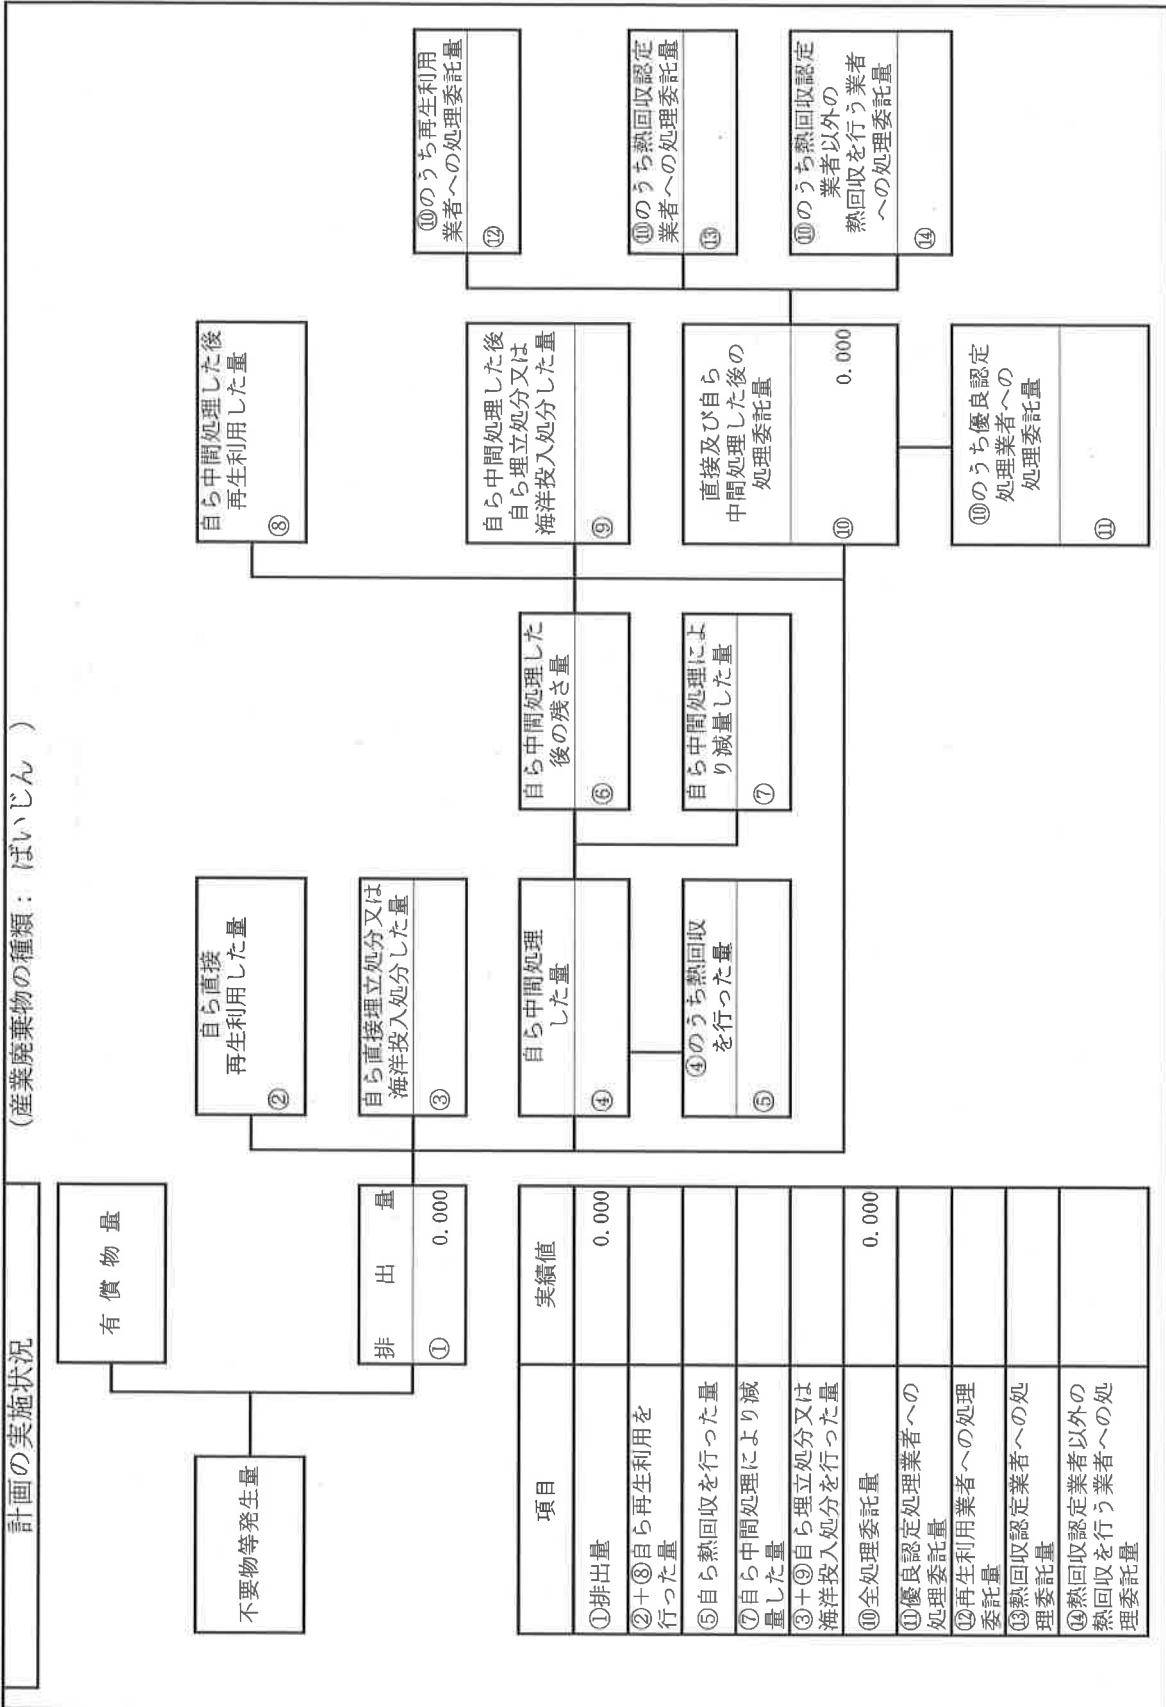 計画の実施状況
(産業廃棄物の種類： ばいじん )
不要物等発生量
有償物量
排出量
① 0.000
自ら直接
再生利用した量
②
自ら直接埋立処分又は
海洋投入処分した量
③
自ら中間処理
した量
④
④のうち熱回収
を行った量
⑤
自ら中間処理した
後の残さ量
⑥
自ら中間処理によ
り減量した量
⑦
自ら中間処理した後
再生利用した量
⑧
自ら中間処理した後
自ら埋立処分又は
海洋投入処分した量
⑨
直接及び自ら
中間処理した後の
処理委託量
⑩ 0.000
⑩のうち優良認定
処理業者への
処理委託量
⑪
⑩のうち再生利用
業者への処理委託量
⑫
⑩のうち熱回収認定
業者への処理委託量
⑬
⑩のうち熱回収認定
業者以外の
熱回収を行う業者
への処理委託量
⑭
項目 実績値
①排出量 0.000
②＋⑧自ら再生利用を
行った量
⑤自ら熱回収を行った量
⑦自ら中間処理により減
量した量
③＋⑨自ら埋立処分又は
海洋投入処分を行った量
⑩全処理委託量 0.000
⑪優良認定処理業者への
処理委託量
⑫再生利用業者への処理
委託量
⑬熱回収認定業者への処
理委託量
⑭熱回収認定業者以外の
熱回収を行う業者への処
理委託量